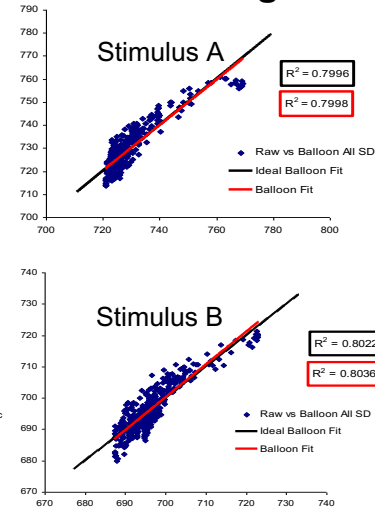 790
780
770
760
750
740
730
720
710
700
700
720
740
760
780
800
Stimulus A
R² = 0.7996
R² = 0.7998
Raw vs Balloon All SD
Ideal Balloon Fit
Balloon Fit
740
730
720
710
700
690
680
670
670
680
690
700
710
720
730
740
Stimulus B
R² = 0.8022
R² = 0.8036
Raw vs Balloon All SD
Ideal Balloon Fit
Balloon Fit